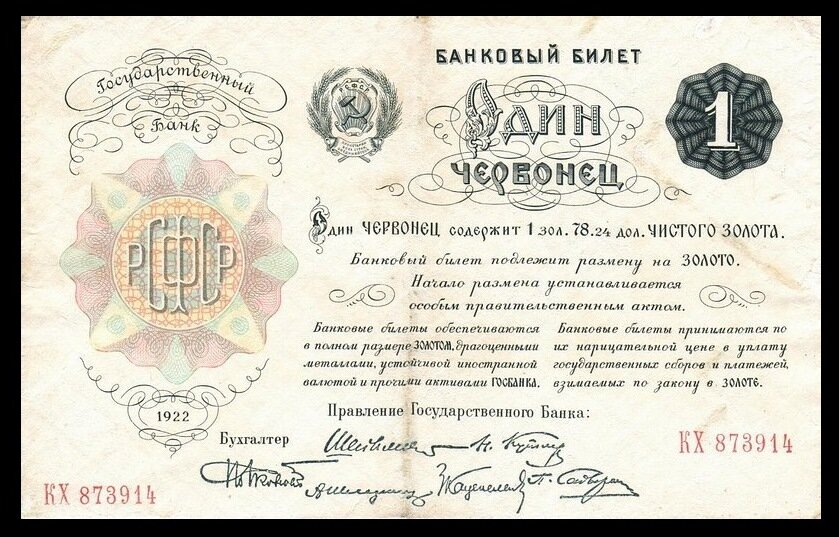 Государственный
Банк
РСФСР
1922
КХ 873914
РСФСР
БАНКОВЫЙ БИЛЕТ
ОДИН
ЧЕРВОНЕЦ
1
Один ЧЕРВОНЕЦ содержит 1 зол. 78.24 дол. ЧИСТОГО ЗОЛОТА.
Банковый билет подлежит размену на ЗОЛОТО.
Начало размена устанавливается
особым правительственным актом.
Банковые билеты обеспечиваются
в полном размере ЗОЛОТОМ, драгоценными
металлами, устойчивой иностранной
валютой и прочими активами ГОСБАНКА.
Банковые билеты принимаются по
их нарицательной цене в уплату
государственных сборов и платежей,
взимаемых по закону в ЗОЛОТЕ.
Правление Государственного Банка:
Бухгалтер
КХ 873914